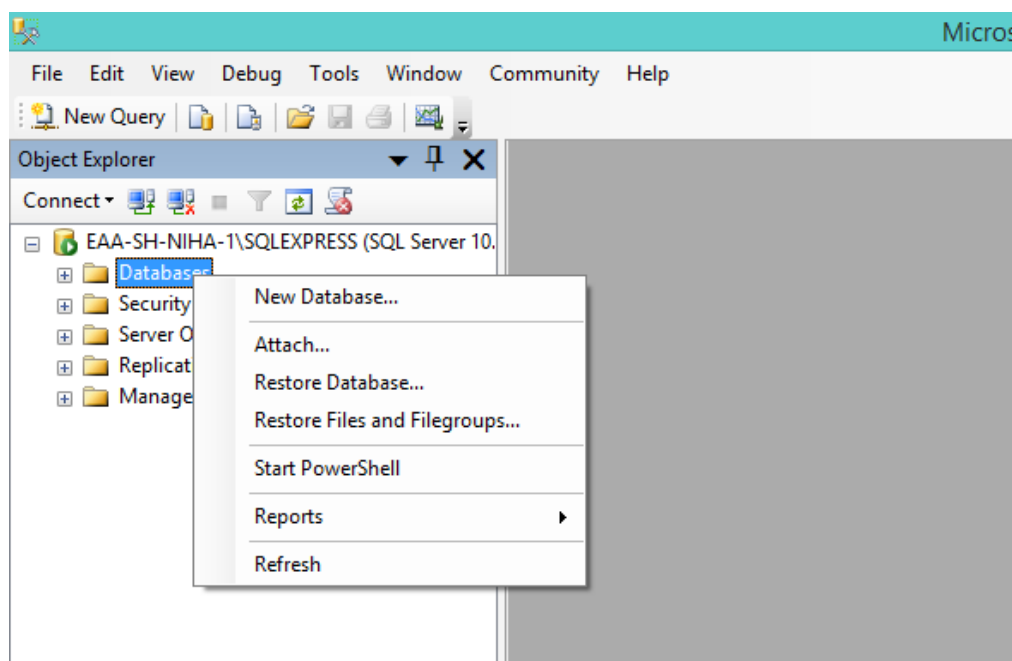 Micros
File Edit View Debug Tools Window Community Help
New Query
Object Explorer
Connect
EAA-SH-NIHA-1\SQLEXPRESS (SQL Server 10.
Databases
Security
Server O
Replicat
Manage
New Database...
Attach...
Restore Database...
Restore Files and Filegroups...
Start PowerShell
Reports
Refresh